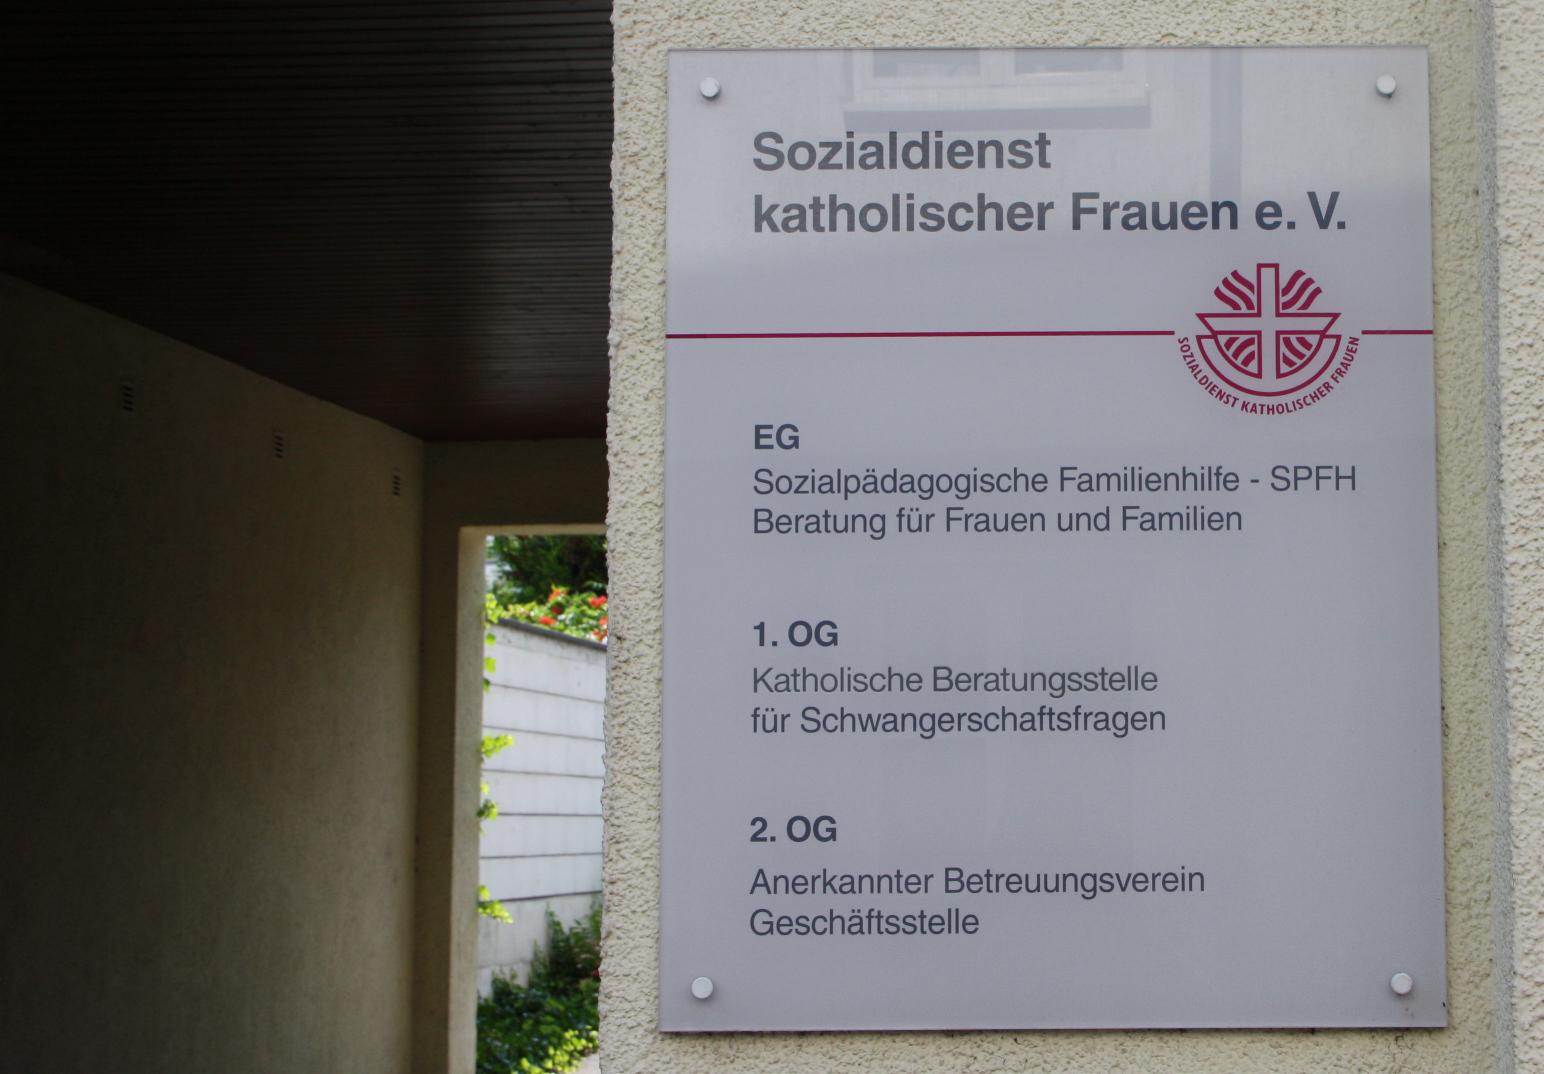 Sozialdienst
katholischer Frauen e. V.
SOZIALDIENST KATHOLISCHER FRAUEN
EG
Sozialpädagogische Familienhilfe - SPFH
Beratung für Frauen und Familien
1. OG
Katholische Beratungsstelle
für Schwangerschaftsfragen
2. OG
Anerkannter Betreuungsverein
Geschäftsstelle